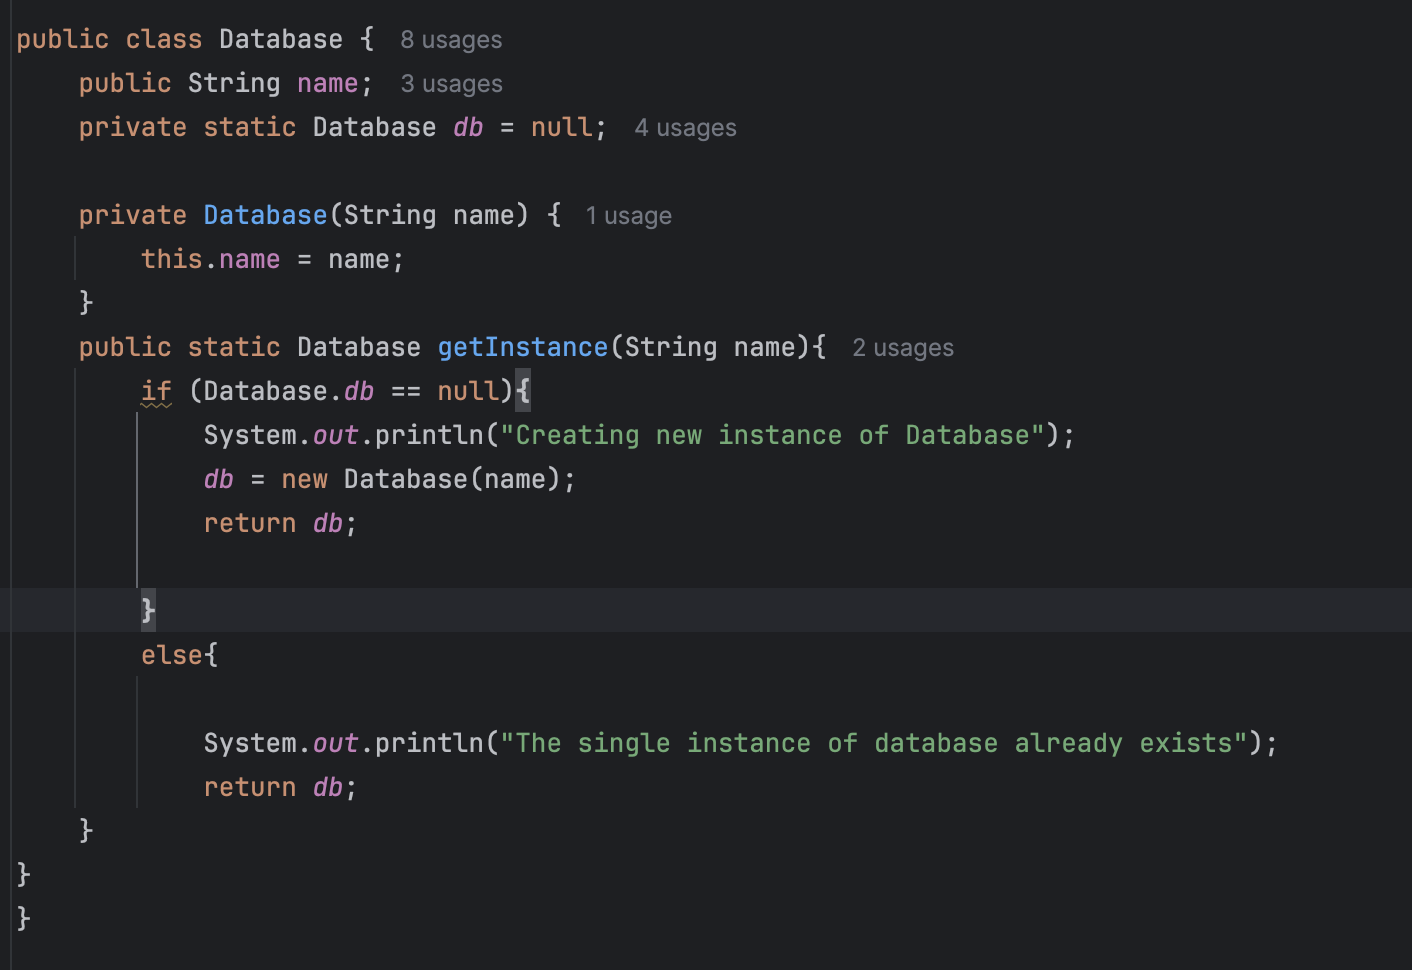 public class Database {  8 usages
    public String name;  3 usages
    private static Database db = null;  4 usages

    private Database(String name) {  1 usage
        this.name = name;
    }
    public static Database getInstance(String name){  2 usages
        if (Database.db == null){
            System.out.println("Creating new instance of Database");
            db = new Database(name);
            return db;

        }
        else{

            System.out.println("The single instance of database already exists");
            return db;
    }
}
}